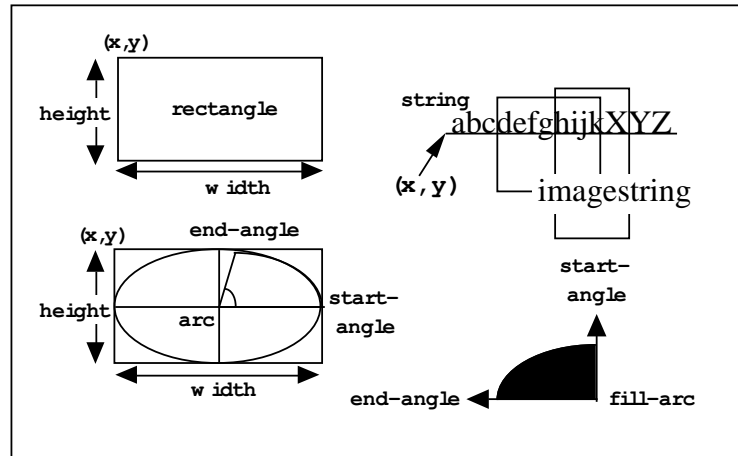 (x,y)
height
rectangle
w idth
string
abcdefghijkXYZ
(x,y)
imagestring
(x,y)
end-angle
height
arc
start-
angle
w idth
start-
angle
end-angle
fill-arc